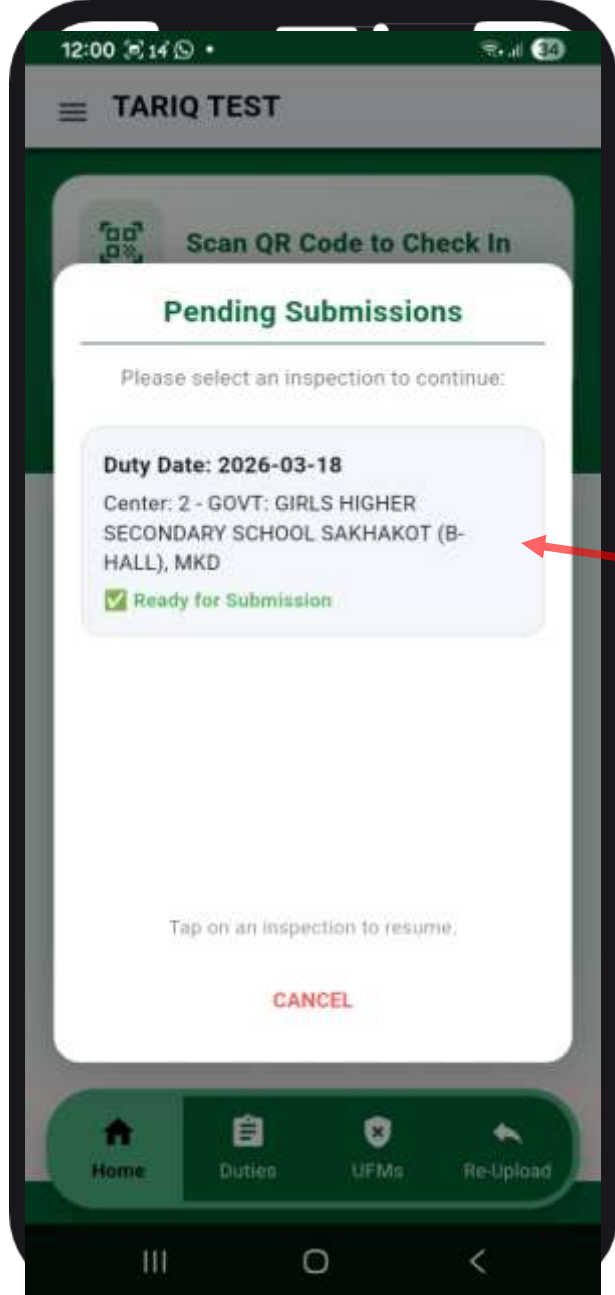 12:00 14 34
TARIQ TEST
Scan QR Code to Check In
Pending Submissions
Please select an inspection to continue:
Duty Date: 2026-03-18
Center: 2 - GOVT: GIRLS HIGHER
SECONDARY SCHOOL SAKHAKOT (B-
HALL), MKD
✅ Ready for Submission
Tap on an inspection to resume.
CANCEL
Home Duties UFMs Re-Upload